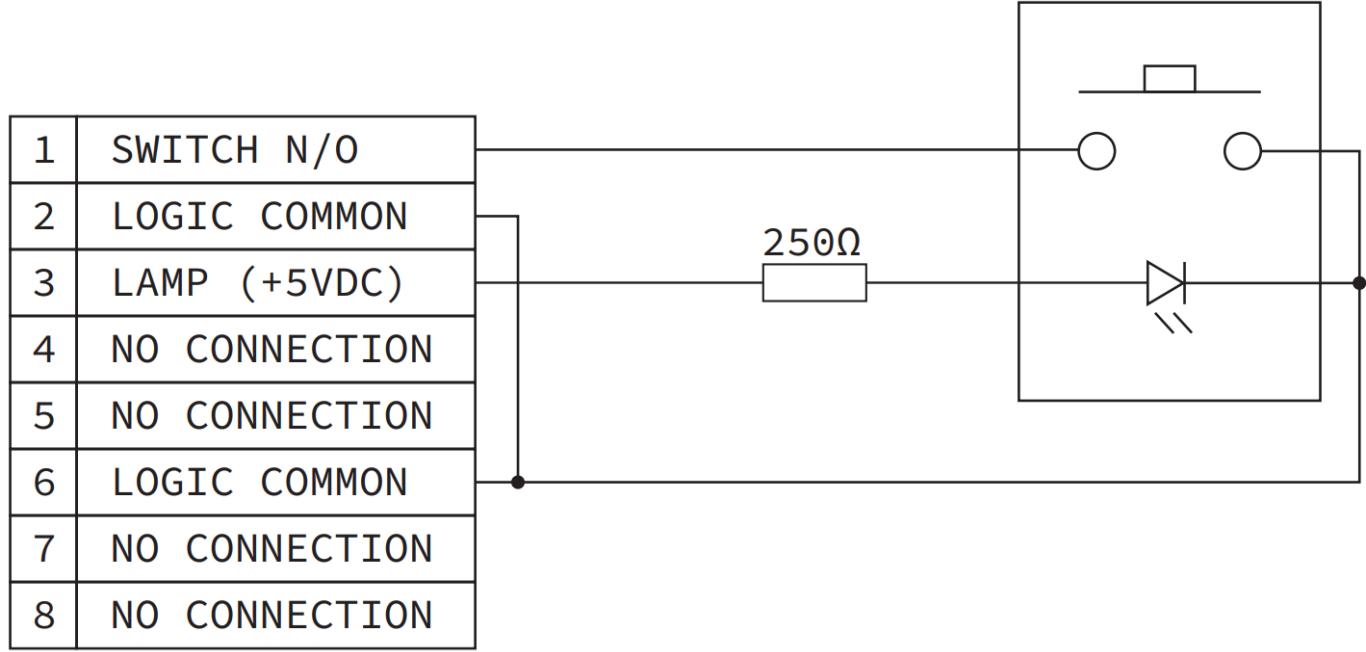 1 SWITCH N/O
2 LOGIC COMMON
250Ω
3 LAMP (+5VDC)
4 NO CONNECTION
5 NO CONNECTION
6 LOGIC COMMON
7 NO CONNECTION
8 NO CONNECTION